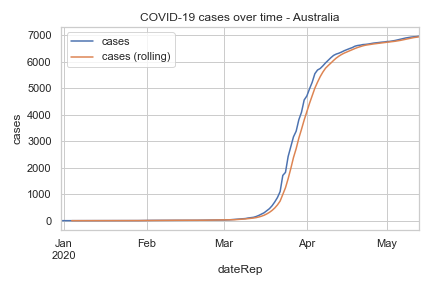 COVID-19 cases over time - Australia
cases
cases (rolling)
7000
6000
5000
4000
3000
2000
1000
0
cases
Jan
2020
Feb
Mar
Apr
May
dateRep